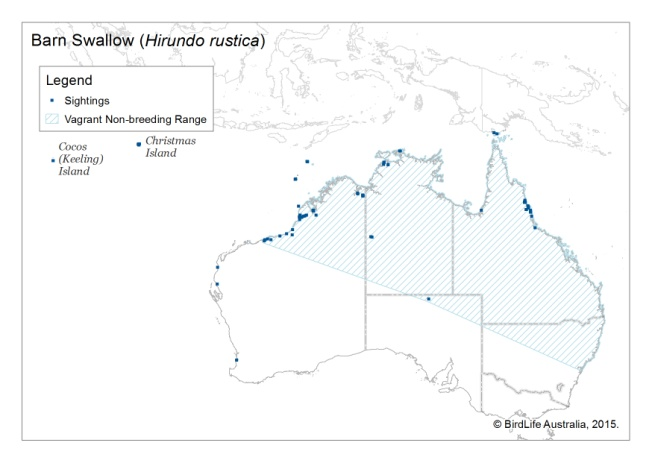 Barn Swallow (Hirundo rustica)
Legend
Sightings
Vagrant Non-breeding Range
Cocos
(Keeling)
Island
Christmas
Island
© BirdLife Australia, 2015.